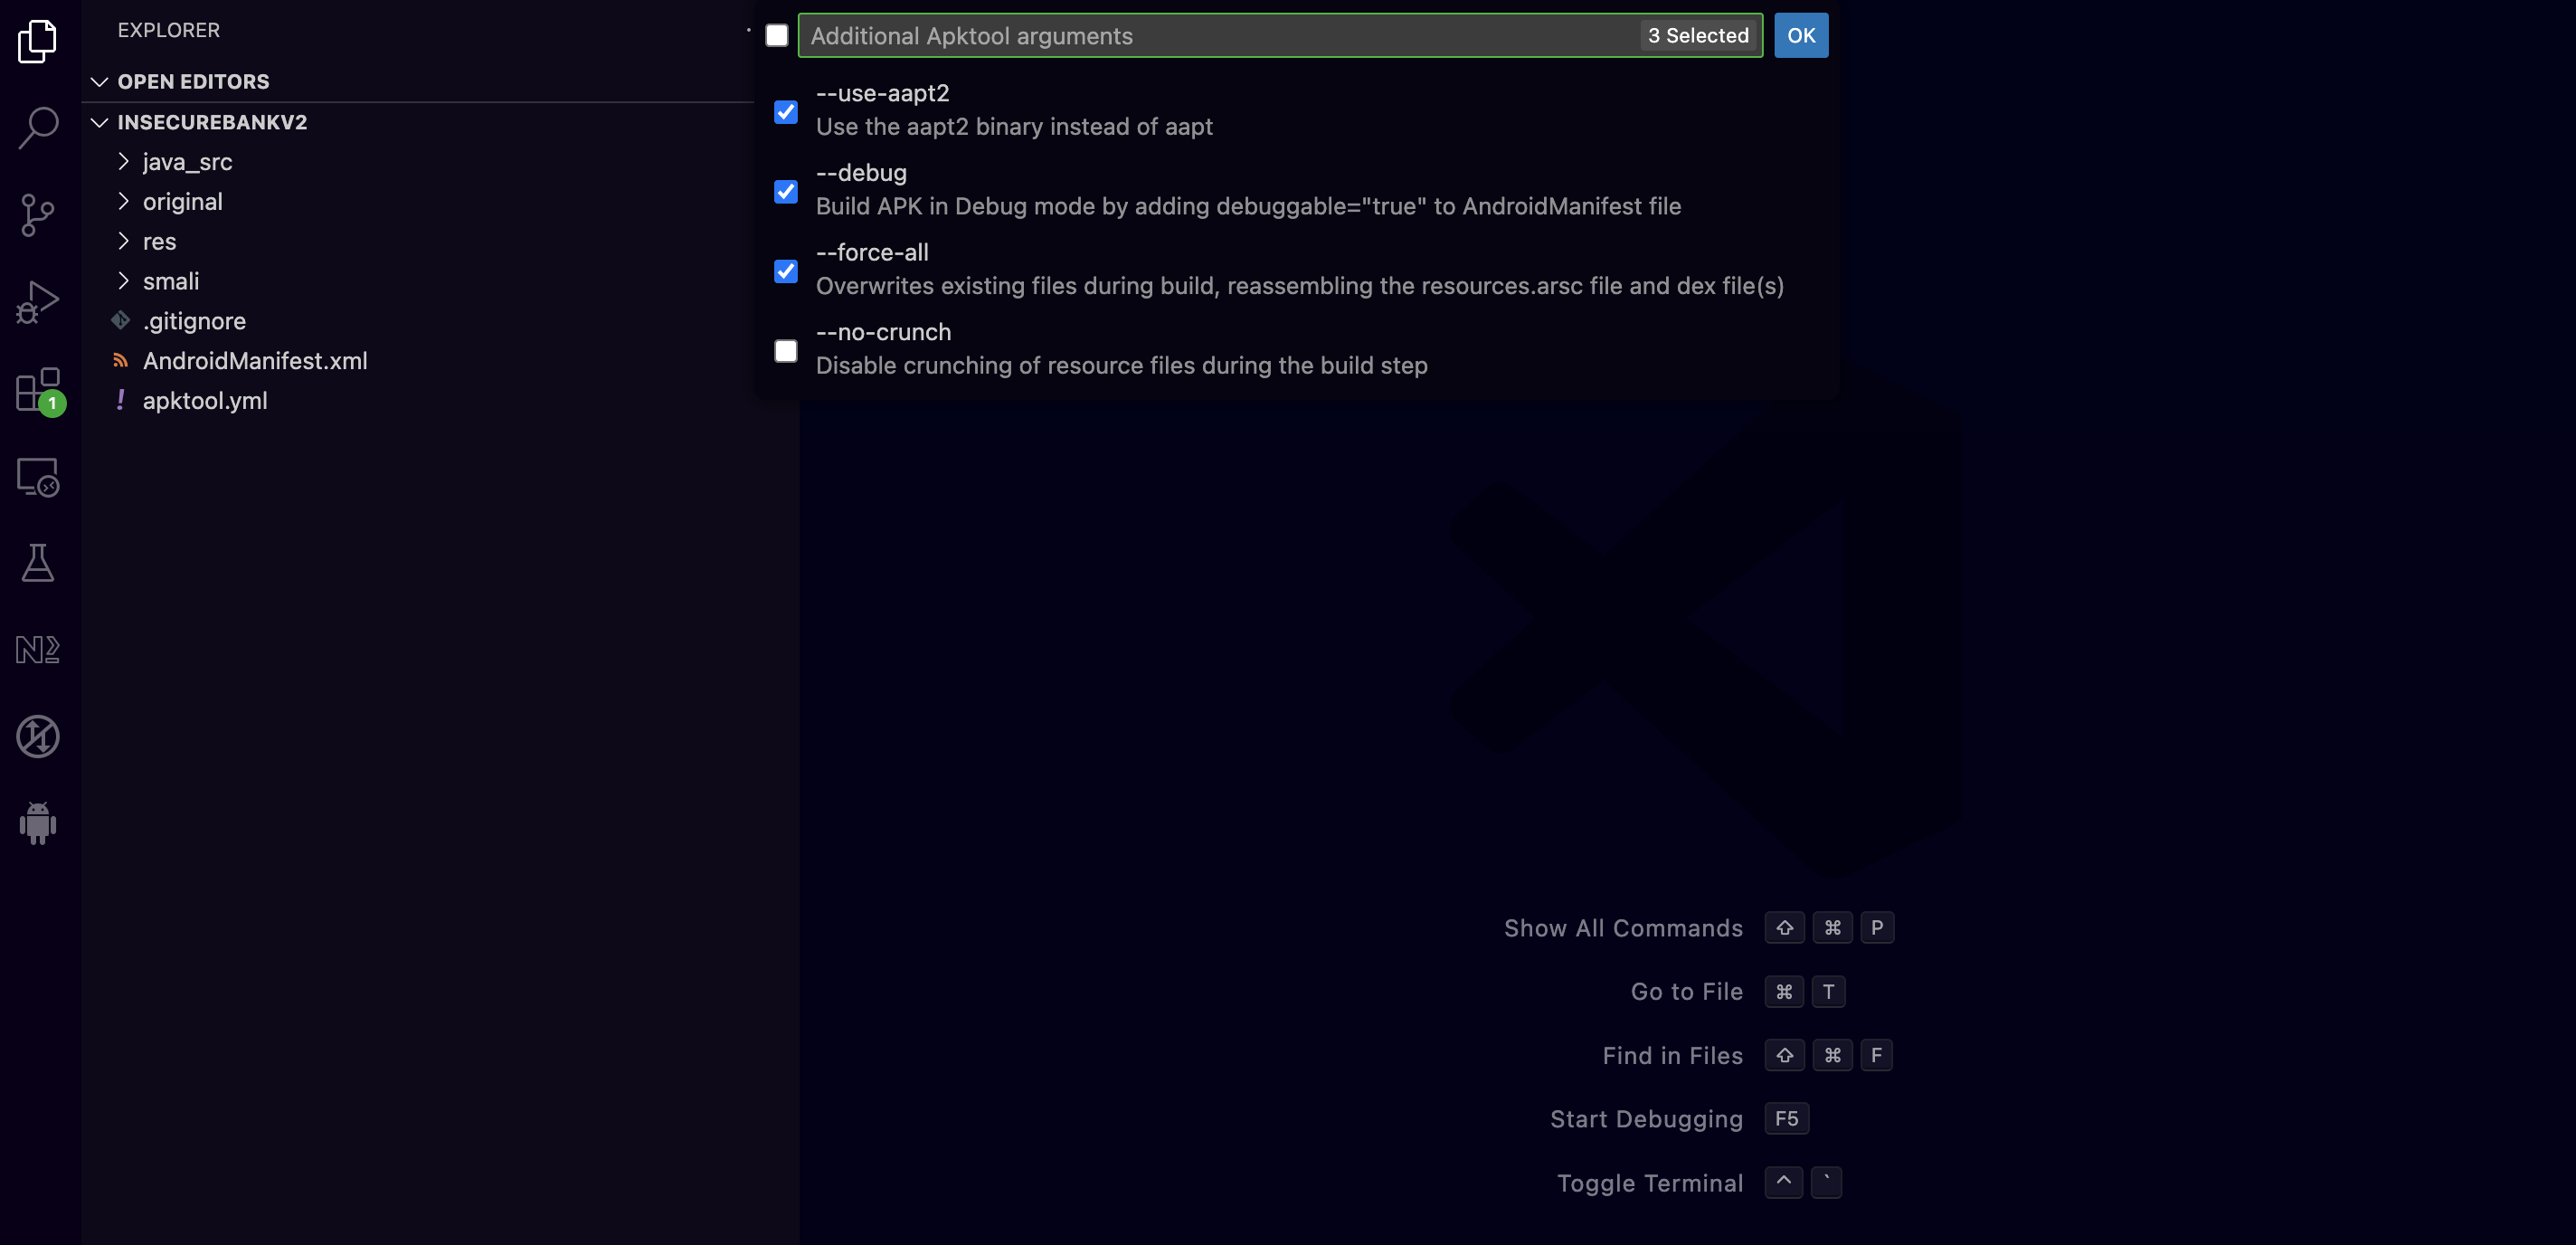 EXPLORER
OPEN EDITORS
INSECUREBANKV2
java_src
original
res
smali
.gitignore
AndroidManifest.xml
! apktool.yml
1
Additional Apktool arguments 3 Selected OK
--use-aapt2
Use the aapt2 binary instead of aapt
--debug
Build APK in Debug mode by adding debuggable="true" to AndroidManifest file
--force-all
Overwrites existing files during build, reassembling the resources.arsc file and dex file(s)
--no-crunch
Disable crunching of resource files during the build step
Show All Commands ⇧ ⌘ P
Go to File ⌘ T
Find in Files ⇧ ⌘ F
Start Debugging F5
Toggle Terminal ^ `